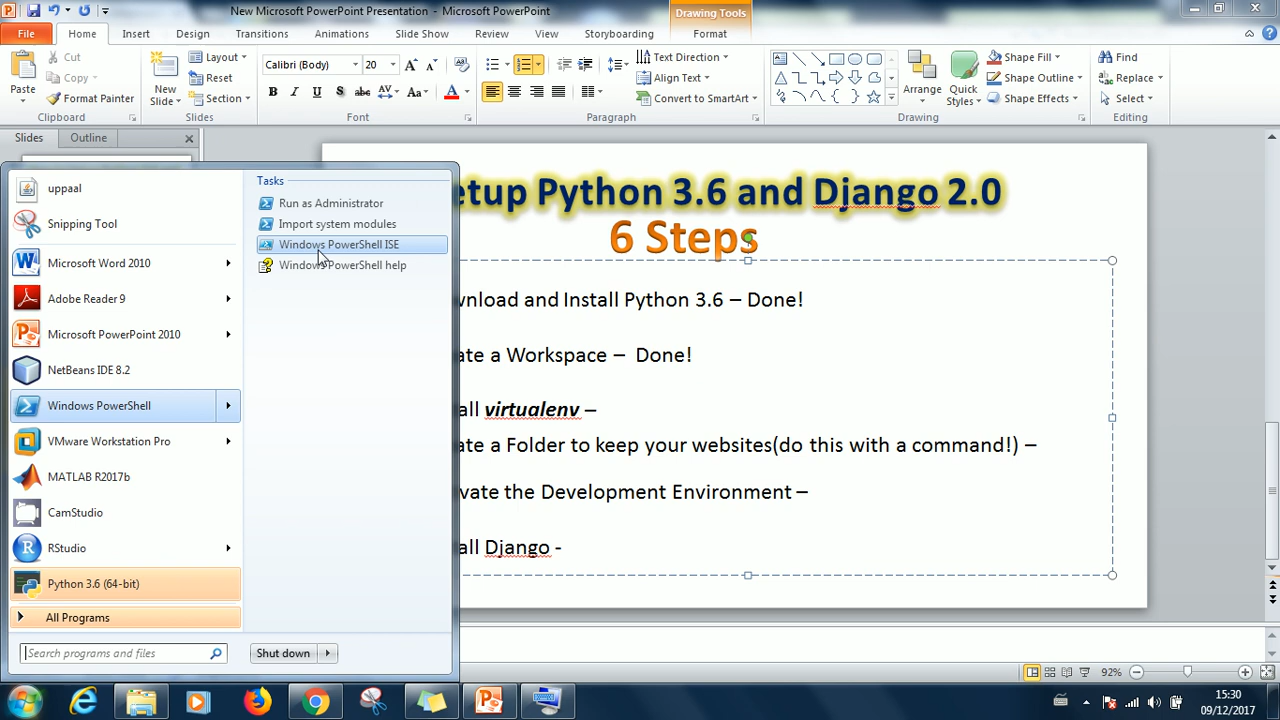 New Microsoft PowerPoint Presentation - Microsoft PowerPoint
Drawing Tools
File
Home
Insert
Design
Transitions
Animations
Slide Show
Review
View
Storyboarding
Format
Paste
Cut
Copy
Format Painter
Clipboard
New Slide
Layout
Reset
Section
Slides
Calibri (Body)
20
Font
Text Direction
Align Text
Convert to SmartArt
Paragraph
Arrange
Quick Styles
Shape Fill
Shape Outline
Shape Effects
Drawing
Find
Replace
Select
Editing
Slides
Outline
etup Python 3.6 and Django 2.0
6 Steps
nload and Install Python 3.6 – Done!
ate a Workspace – Done!
all virtualenv –
ate a Folder to keep your websites(do this with a command!) –
vate the Development Environment –
all Django -
uppaal
Snipping Tool
Microsoft Word 2010
Adobe Reader 9
Microsoft PowerPoint 2010
NetBeans IDE 8.2
Windows PowerShell
VMware Workstation Pro
MATLAB R2017b
CamStudio
RStudio
Python 3.6 (64-bit)
All Programs
Search programs and files
Shut down
Tasks
Run as Administrator
Import system modules
Windows PowerShell ISE
Windows PowerShell help
92%
15:30
09/12/2017